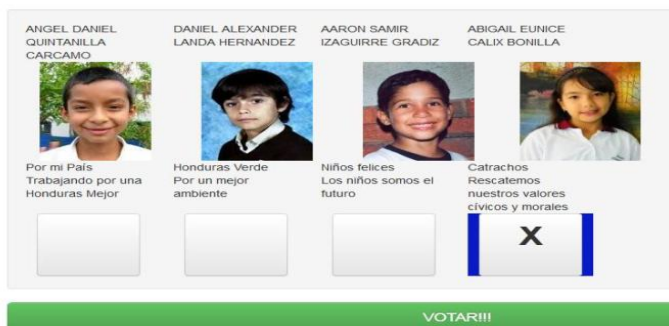 ANGEL DANIEL
QUINTANILLA
CARCAMO
DANIEL ALEXANDER
LANDA HERNANDEZ
AARON SAMIR
IZAGUIRRE GRADIZ
ABIGAIL EUNICE
CALIX BONILLA
Por mi País
Trabajando por una
Honduras Mejor
Honduras Verde
Por un mejor
ambiente
Niños felices
Los niños somos el
futuro
Catrachos
Rescatemos
nuestros valores
cívicos y morales
X
VOTAR!!!